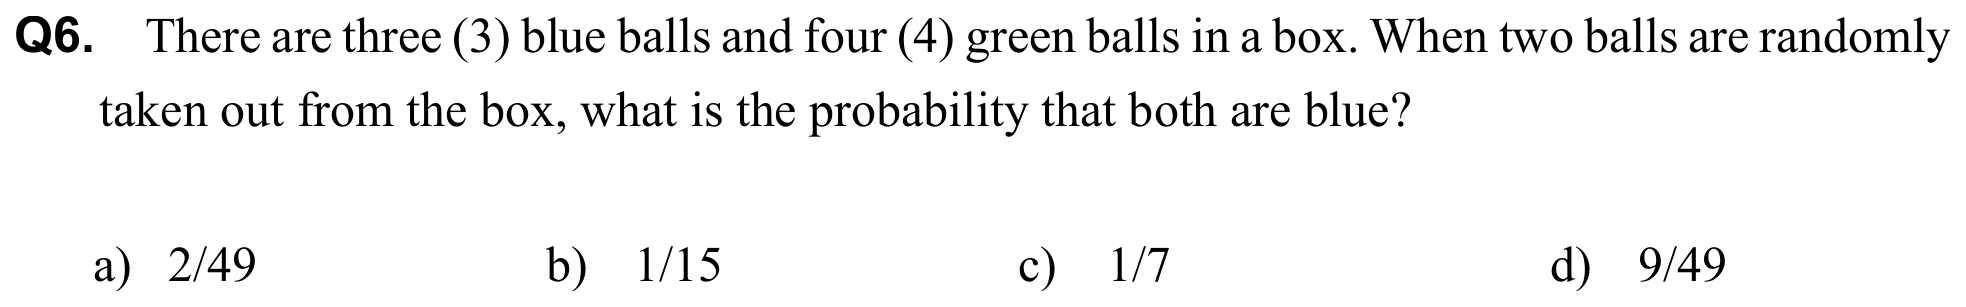 Q6. There are three (3) blue balls and four (4) green balls in a box. When two balls are randomly
taken out from the box, what is the probability that both are blue?
a) 2/49 b) 1/15 c) 1/7 d) 9/49